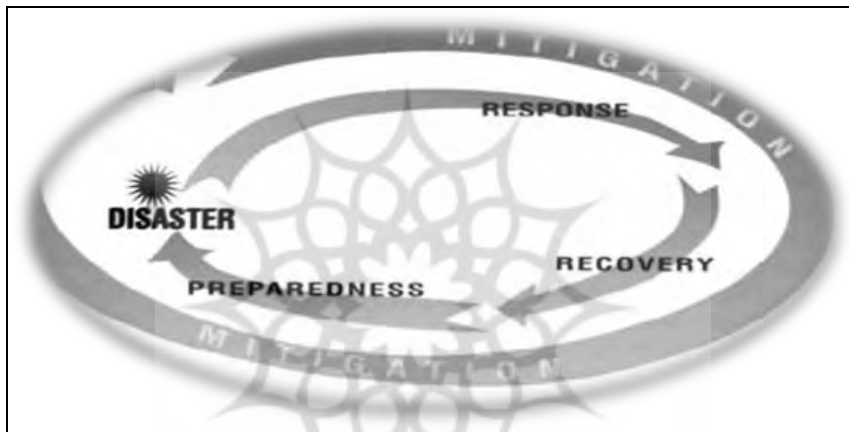 MITIGATION
RESPONSE
DISASTER
RECOVERY
PREPAREDNESS
MITIGATION